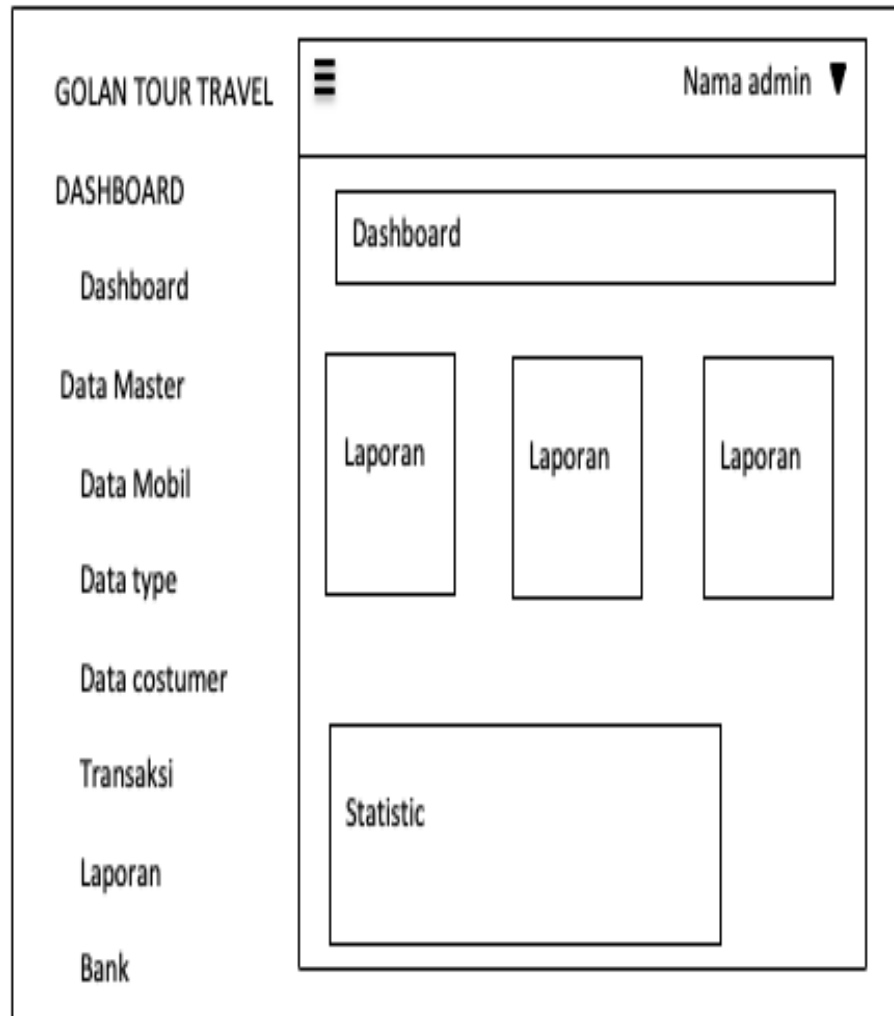 GOLAN TOUR TRAVEL
DASHBOARD
Dashboard
Data Master
Data Mobil
Data type
Data costumer
Transaksi
Laporan
Bank
Nama admin
Dashboard
Laporan
Laporan
Laporan
Statistic